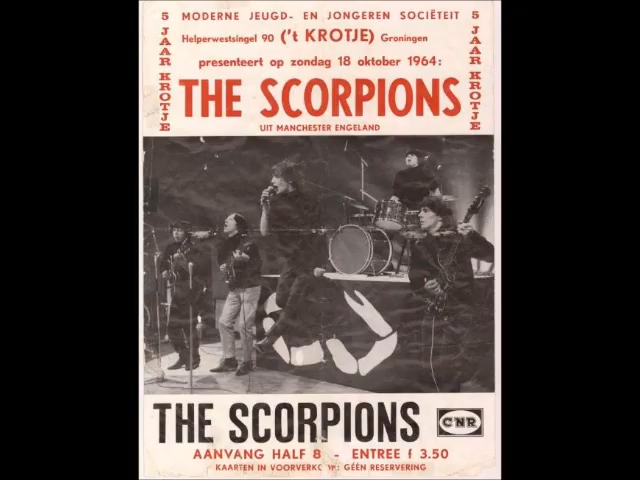 MODERNE JEUGD- EN JONGEREN SOCIËTEIT
5 JAAR KROTJE
5 JAAR KROTJE
Helperwestsingel 90 ('t KROTJE) Groningen
presenteert op zondag 18 oktober 1964:
THE SCORPIONS
UIT MANCHESTER ENGELAND
THE SCORPIONS
CNR
AANVANG HALF 8 - ENTREE f 3.50
KAARTEN IN VOORVERKOOP: GÉÉN RESERVERING